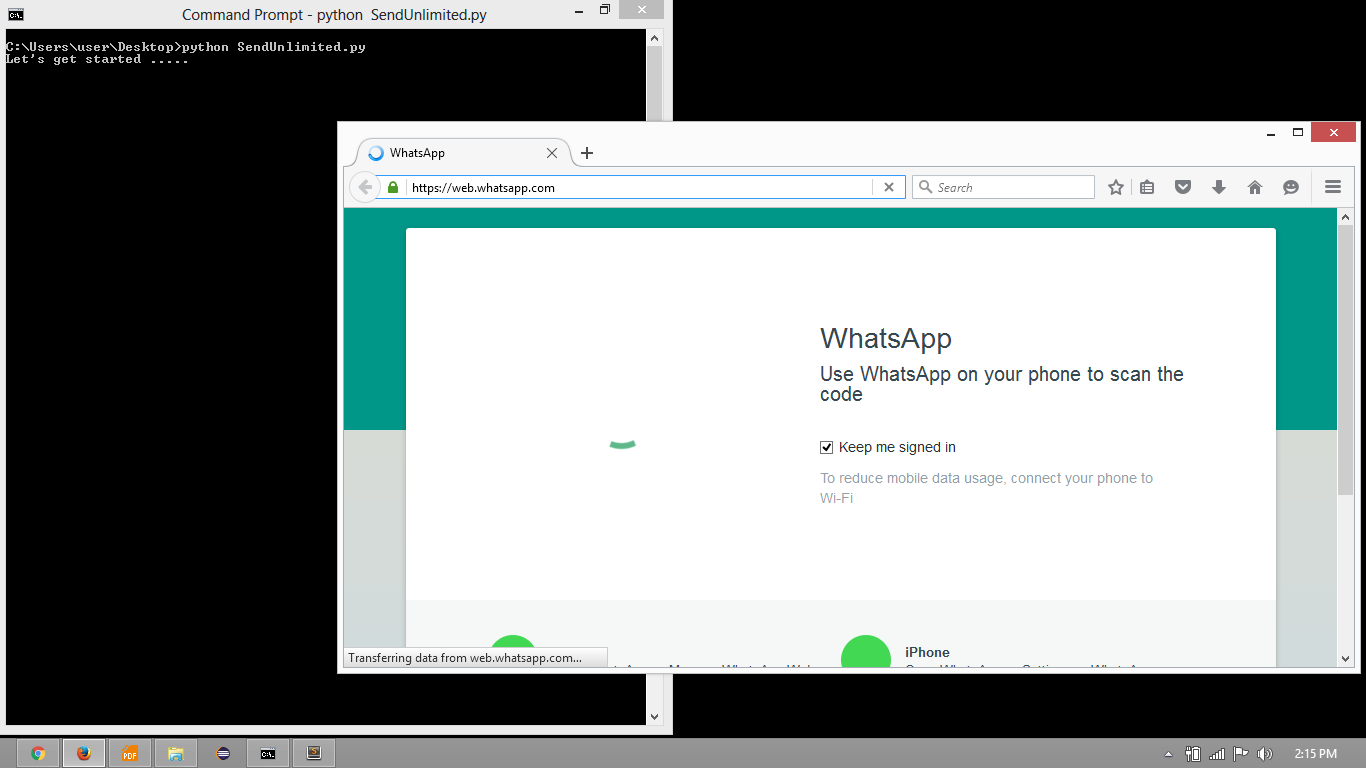 Command Prompt - python  SendUnlimited.py
C:\Users\user\Desktop>python SendUnlimited.py
Let's get started .....
WhatsApp
https://web.whatsapp.com
Search
WhatsApp
Use WhatsApp on your phone to scan the
code
Keep me signed in
To reduce mobile data usage, connect your phone to
Wi-Fi
iPhone
Transferring data from web.whatsapp.com...
PDF
2:15 PM